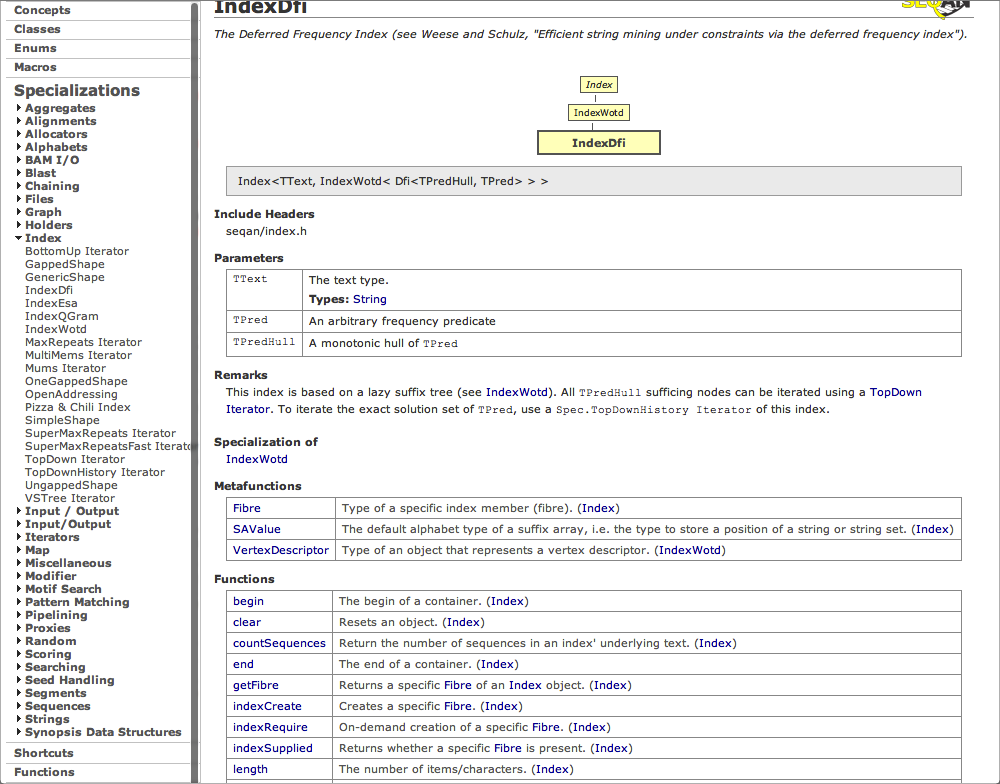 Concepts
Classes
Enums
Macros
Specializations
Aggregates
Alignments
Allocators
Alphabets
BAM I/O
Blast
Chaining
Files
Graph
Holders
Index
BottomUp Iterator
GappedShape
GenericShape
IndexDfi
IndexEsa
IndexQGram
IndexWotd
MaxRepeats Iterator
MultiMems Iterator
Mums Iterator
OneGappedShape
OpenAddressing
Pizza & Chili Index
SimpleShape
SuperMaxRepeats Iterator
SuperMaxRepeatsFast Iterato
TopDown Iterator
TopDownHistory Iterator
UngappedShape
VSTree Iterator
Input / Output
Input/Output
Iterators
Map
Miscellaneous
Modifier
Motif Search
Pattern Matching
Pipelining
Proxies
Random
Scoring
Searching
Seed Handling
Segments
Sequences
Strings
Synopsis Data Structures
Shortcuts
Functions
IndexDfi
SEQAN
The Deferred Frequency Index (see Weese and Schulz, "Efficient string mining under constraints via the deferred frequency index").
Index
IndexWotd
IndexDfi
Index<TText, IndexWotd< Dfi<TPredHull, TPred> > >
Include Headers
seqan/index.h
Parameters
TText The text type.
Types: String
TPred An arbitrary frequency predicate
TPredHull A monotonic hull of TPred
Remarks
This index is based on a lazy suffix tree (see IndexWotd). All TPredHull sufficing nodes can be iterated using a TopDown
Iterator. To iterate the exact solution set of TPred, use a Spec.TopDownHistory Iterator of this index.
Specialization of
IndexWotd
Metafunctions
Fibre Type of a specific index member (fibre). (Index)
SAValue The default alphabet type of a suffix array, i.e. the type to store a position of a string or string set. (Index)
VertexDescriptor Type of an object that represents a vertex descriptor. (IndexWotd)
Functions
begin The begin of a container. (Index)
clear Resets an object. (Index)
countSequences Return the number of sequences in an index' underlying text. (Index)
end The end of a container. (Index)
getFibre Returns a specific Fibre of an Index object. (Index)
indexCreate Creates a specific Fibre. (Index)
indexRequire On-demand creation of a specific Fibre. (Index)
indexSupplied Returns whether a specific Fibre is present. (Index)
length The number of items/characters. (Index)